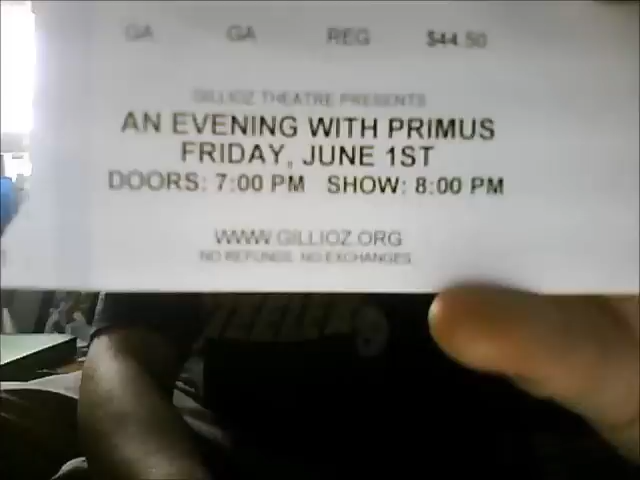 GA GA REG $44.50
GILLIOZ THEATRE PRESENTS
AN EVENING WITH PRIMUS
FRIDAY, JUNE 1ST
DOORS: 7:00 PM SHOW: 8:00 PM
WWW.GILLIOZ.ORG
NO REFUNDS. NO EXCHANGES